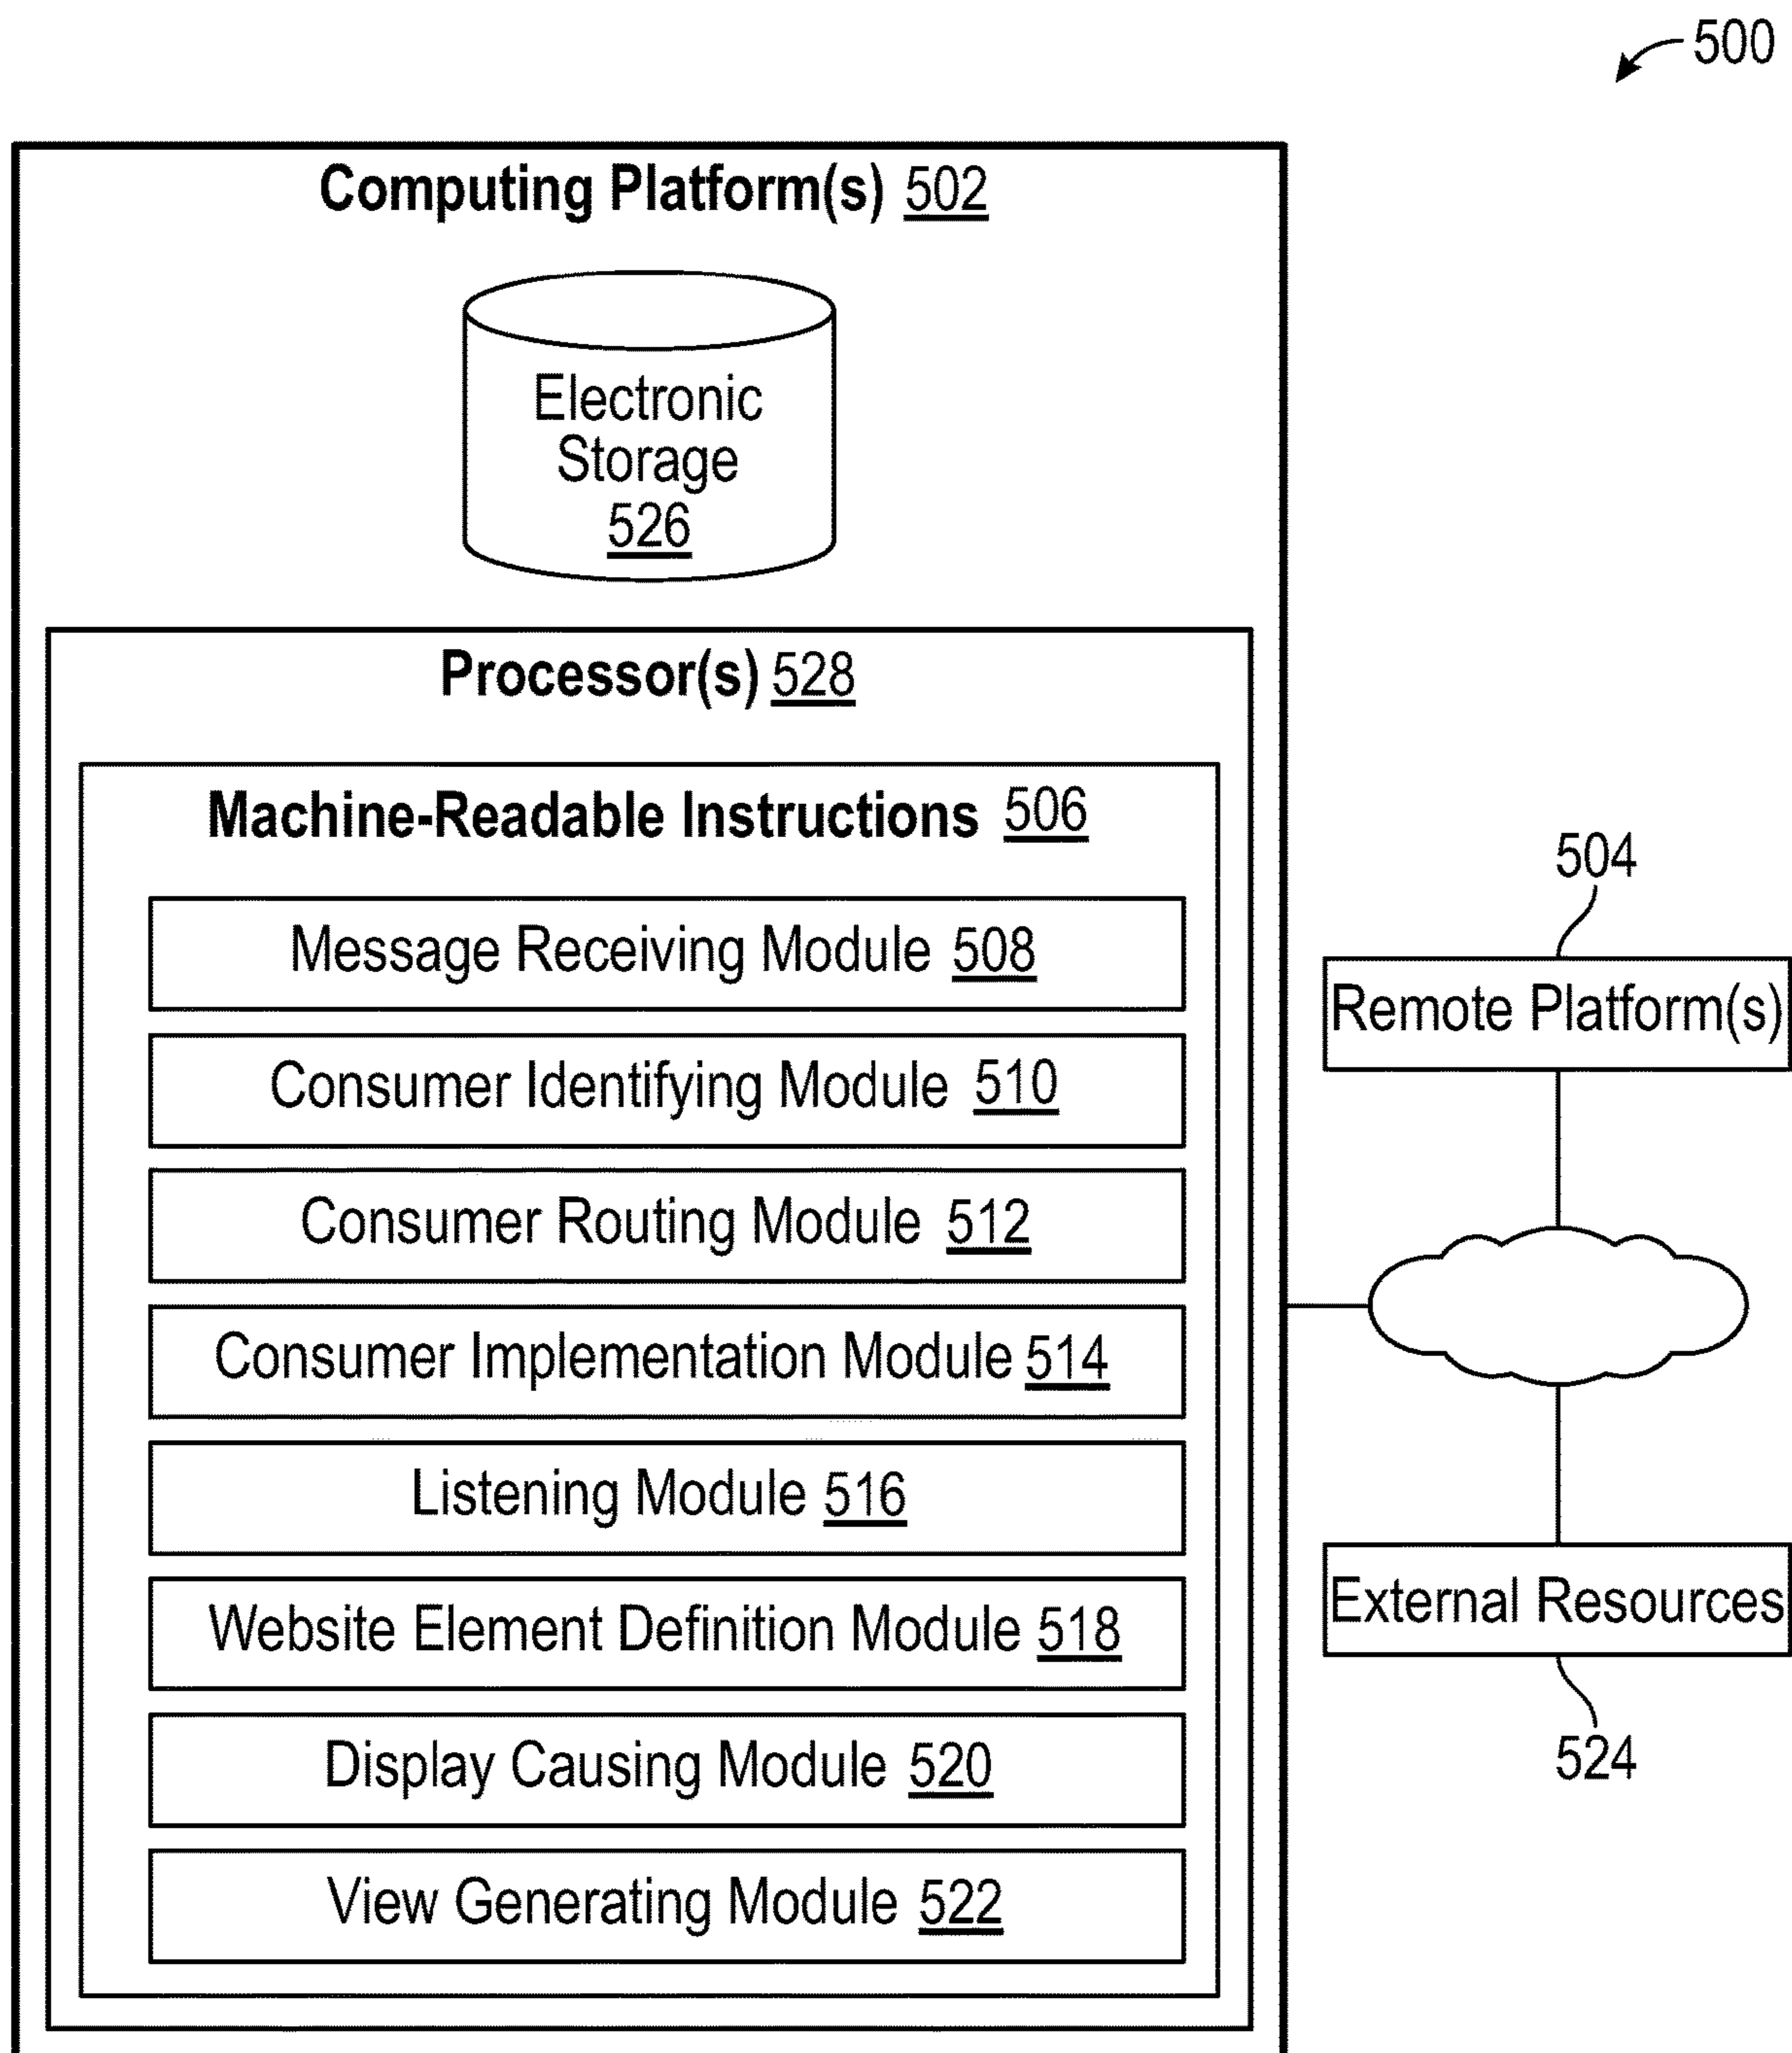 500
Computing Platform(s) 502
Electronic
Storage
526
Processor(s) 528
Machine-Readable Instructions 506
Message Receiving Module 508
Consumer Identifying Module 510
Consumer Routing Module 512
Consumer Implementation Module 514
Listening Module 516
Website Element Definition Module 518
Display Causing Module 520
View Generating Module 522
504
Remote Platform(s)
External Resources
524